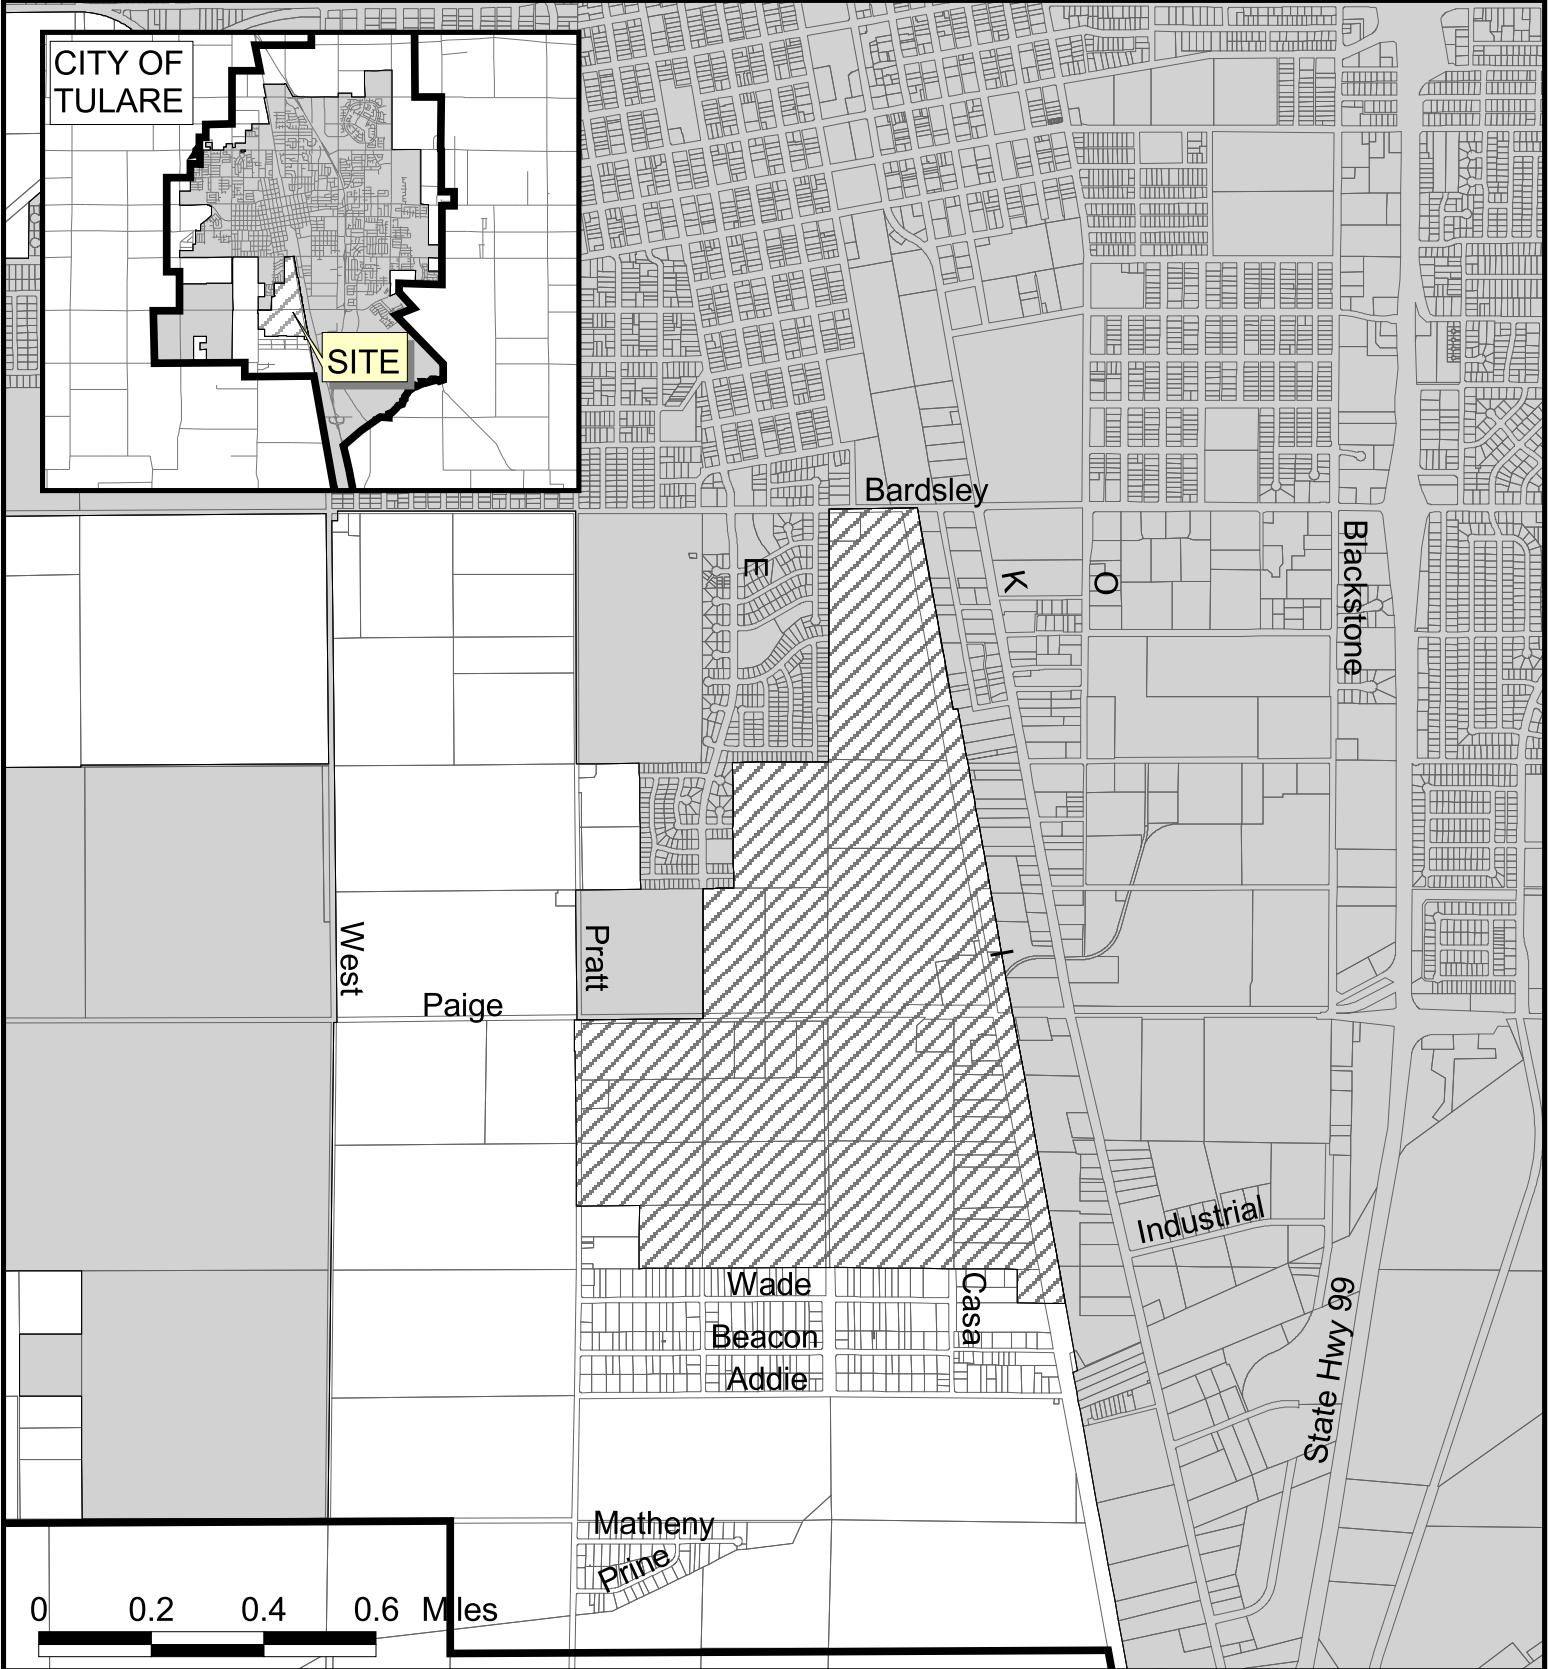 CITY OF
TULARE
SITE
Bardsley
E
K
O
Blackstone
I
West
Pratt
Paige
Industrial
Wade
Casa
Beacon
Addie
State Hwy 99
Matheny
Prine
0 0.2 0.4 0.6 Miles